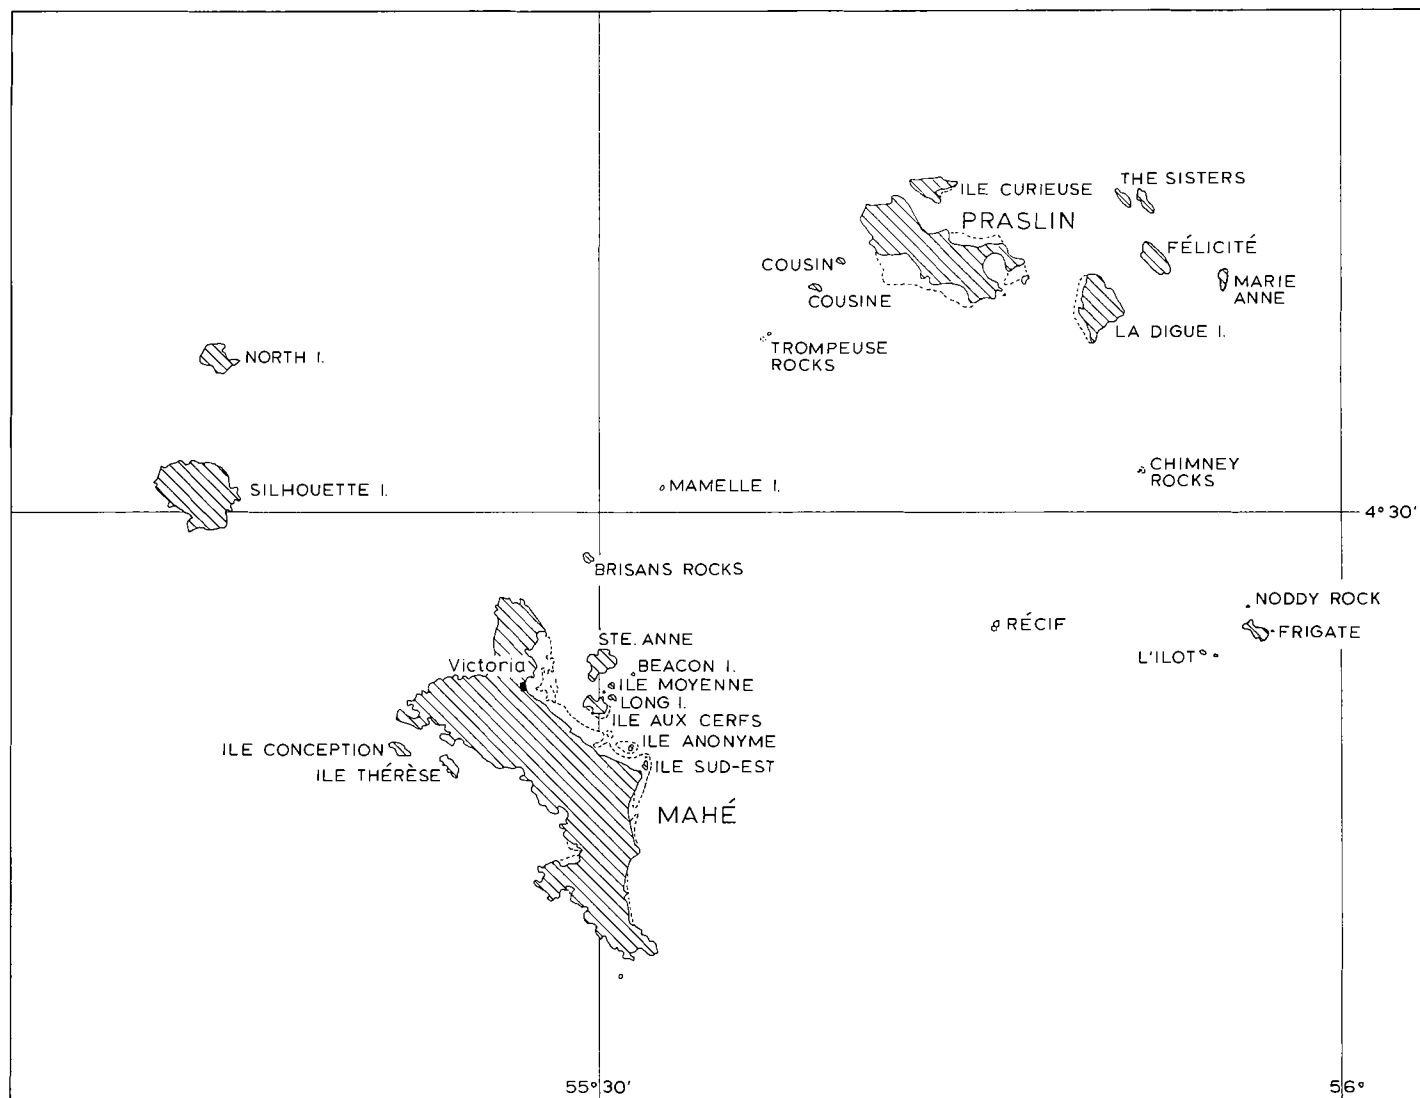 THE SISTERS
ILE CURIEUSE
PRASLIN
FÉLICITÉ
COUSIN
MARIE
ANNE
COUSINE
LA DIGUE I.
TROMPEUSE
ROCKS
NORTH I.
CHIMNEY
ROCKS
SILHOUETTE I.
MAMELLE I.
4° 30'
BRISANS ROCKS
NODDY ROCK
RÉCIF
FRIGATE
STE. ANNE
L'ILOT
Victoria
BEACON I.
ILE MOYENNE
LONG I.
ILE AUX CERFS
ILE ANONYME
ILE CONCEPTION
ILE SUD-EST
ILE THÉRÈSE
MAHÉ
55° 30'
56°